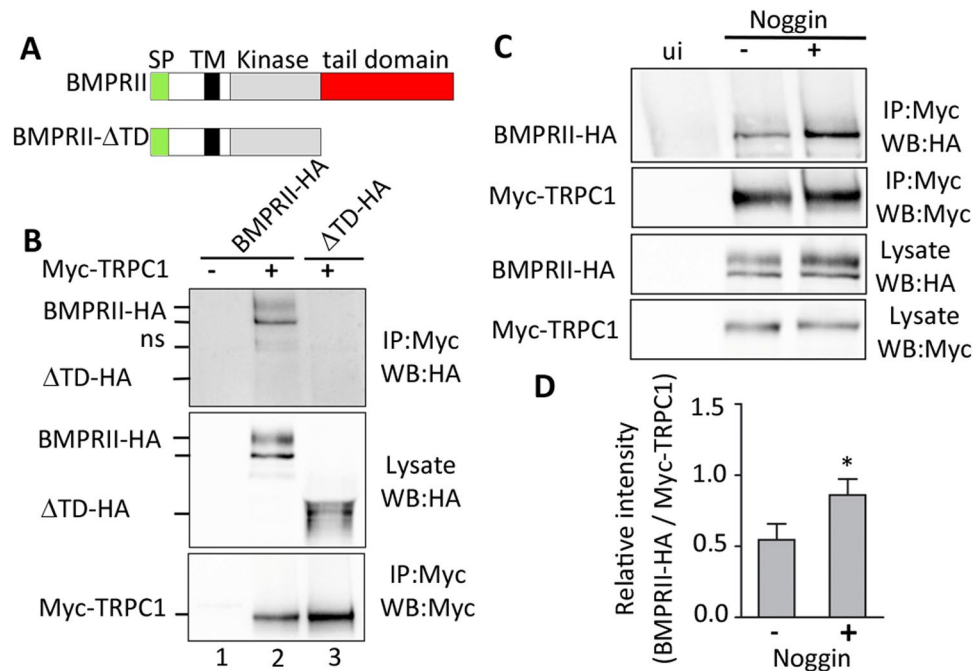 A
SP TM Kinase tail domain
BMPRII
BMPRII-ΔTD
B
BMPRII-HA
ΔTD-HA
Myc-TRPC1 - + +
BMPRII-HA
ns
ΔTD-HA
IP:Myc
WB:HA
BMPRII-HA
ΔTD-HA
Lysate
WB:HA
Myc-TRPC1
IP:Myc
WB:Myc
1 2 3
C
Noggin
ui - +
BMPRII-HA
IP:Myc
WB:HA
Myc-TRPC1
IP:Myc
WB:Myc
BMPRII-HA
Lysate
WB:HA
Myc-TRPC1
Lysate
WB:Myc
D
Relative intensity
(BMPRII-HA / Myc-TRPC1)
1.5
1.0
0.5
0.0
*
- +
Noggin